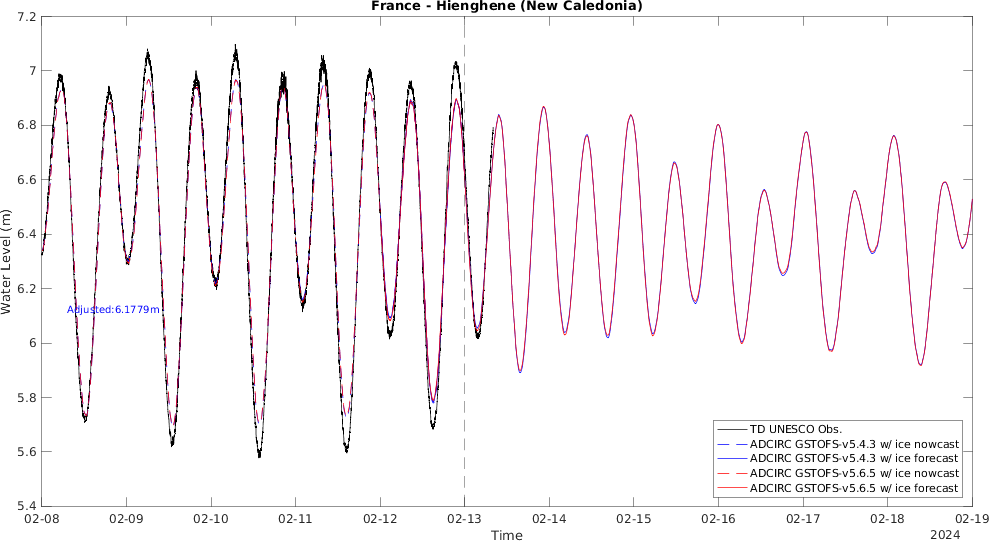 France - Hienghene (New Caledonia)
7.2
7
6.8
6.6
6.4
6.2
6
5.8
5.6
5.4
Water Level (m)
Adjusted:6.1779m
TD UNESCO Obs.
ADCIRC GSTOFS-v5.4.3 w/ ice nowcast
ADCIRC GSTOFS-v5.4.3 w/ ice forecast
ADCIRC GSTOFS-v5.6.5 w/ ice nowcast
ADCIRC GSTOFS-v5.6.5 w/ ice forecast
02-08 02-09 02-10 02-11 02-12 02-13 02-14 02-15 02-16 02-17 02-18 02-19
Time
2024